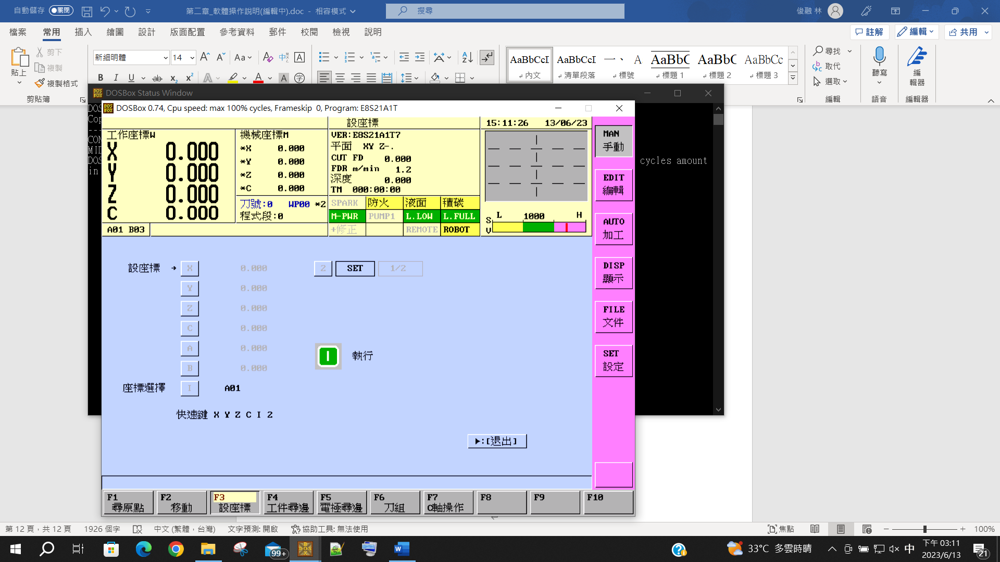 自動儲存 關閉 第二章_軟體操作說明(編輯中).doc - 相容模式 搜尋 俊融 林
檔案 常用 插入 繪圖 設計 版面配置 參考資料 郵件 校閱 檢視 說明 註解 編輯 共用
貼上 剪下 複製 複製格式 剪貼簿
新細明體 14 Aa
B I U ab x₂ x² A A A 字
AaBbCcI AaBbCcI 一、 A AaBbC AaBbC AaBbCc
內文 清單段落 標號 標題 1 標題 2 標題 3
尋找 取代 選取 編輯
聽寫 語音
編輯器 編輯器
DOSBox Status Window
DOS
Cop
CON
MID
DOS
in
cycles amount
DOSBox 0.74, Cpu speed: max 100% cycles, Frameskip 0, Program: E8S21A1T
設座標 15:11:26 13/06/23
工作座標W
X 0.000
Y 0.000
Z 0.000
C 0.000
機械座標M
*X 0.000
*Y 0.000
*Z 0.000
*C 0.000
刀號:0 WP00 *2
程式段:0
VER:E8S21A1T7
平面 XY Z-.
CUT FD 0.000
FDR m/min 1.2
深度 0.000
TM 000:00:00
SPARK 防火 液面 積碳
M-PWR PUMP1 L.LOW L.FULL
+修正 REMOTE ROBOT
L 1000 H
S
V
A01 B03
MAN
手動
EDIT
編輯
AUTO
加工
DISP
顯示
FILE
文件
SET
設定
設座標 → X 0.000 2 SET 1/2
Y 0.000
Z 0.000
C 0.000
A 0.000
B 0.000
執行
座標選擇 I A01
快速鍵 X Y Z C I 2
▶:[退出]
F1 尋原點
F2 移動
F3 設座標
F4 工件尋邊
F5 電極尋邊
F6 刀組
F7 C軸操作
F8
F9
F10
第 12 頁，共 12 頁 1926 個字 中文 (繁體，台灣) 文字預測: 開啟 協助工具: 無法使用 焦點 100%
99+ 33°C 多雲時晴 中 下午 03:11
2023/6/13 21